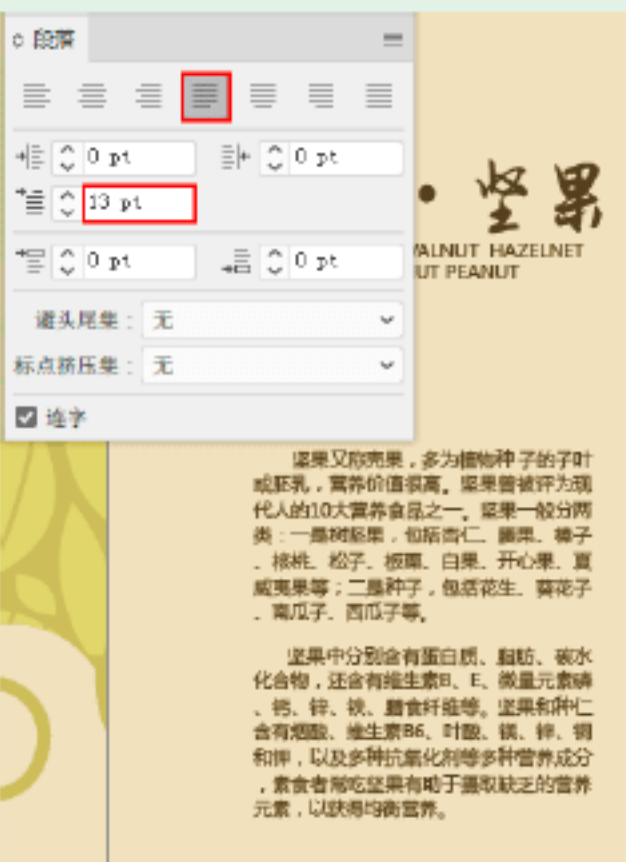 段落
0 pt
0 pt
13 pt
0 pt
0 pt
避头尾集： 无
标点挤压集： 无
连字
·坚果
ALNUT HAZELNET
UT PEANUT
坚果又称壳果，多为植物种子的子叶
或胚乳，营养价值很高。坚果曾被评为现
代人的10大营养食品之一。坚果一般分两
类：一是树坚果，包括杏仁、腰果、榛子
、核桃、松子、板栗、白果、开心果、夏
威夷果等；二是种子，包括花生、葵花子
、南瓜子、西瓜子等。
坚果中分别含有蛋白质、脂肪、碳水
化合物，还含有维生素B、E、微量元素磷
、钙、锌、铁、膳食纤维等。坚果和种仁
含有烟酸、维生素B6、叶酸、镁、锌、铜
和钾，以及多种抗氧化剂等多种营养成分
，素食者常吃坚果有助于摄取缺乏的营养
元素，以获得均衡营养。